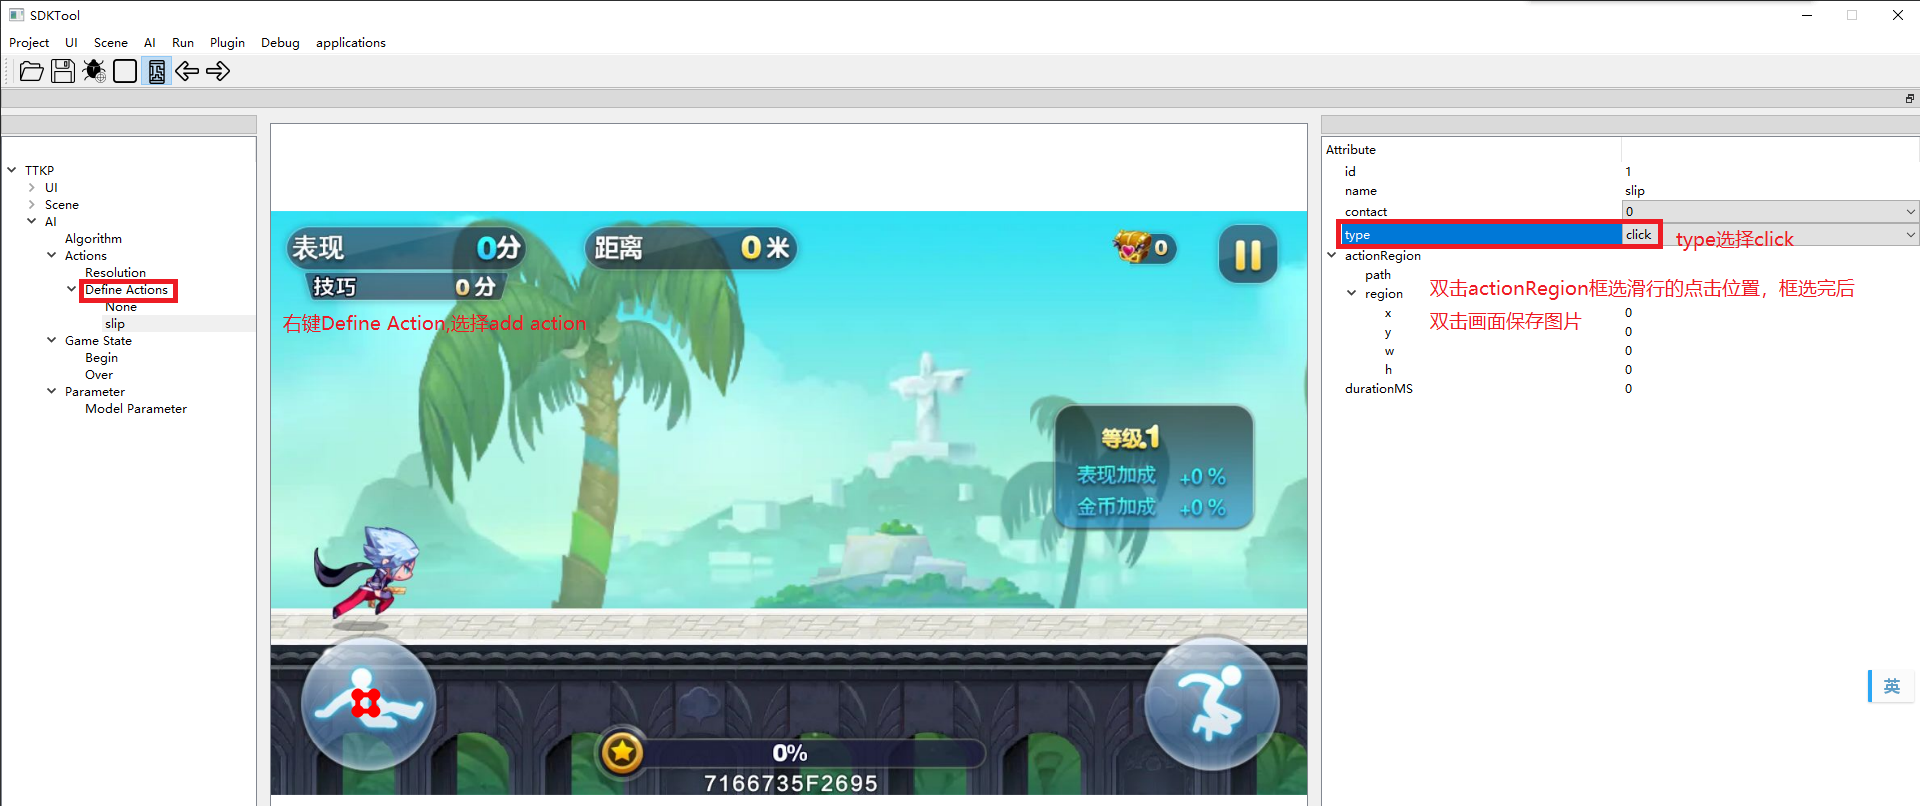 SDKTool
Project UI Scene AI Run Plugin Debug applications
TTKP
UI
Scene
AI
Algorithm
Actions
Resolution
Define Actions
None
slip
Game State
Begin
Over
Parameter
Model Parameter
表现 0分
距离 0米
0
技巧 0分
右键Define Action,选择add action
等级.1
表现加成 +0%
金币加成 +0%
0%
7166735F2695
Attribute
id 1
name slip
contact 0
type click
type选择click
actionRegion
path
region
双击actionRegion框选滑行的点击位置，框选完后
双击画面保存图片
x 0
y 0
w 0
h 0
durationMS 0
英